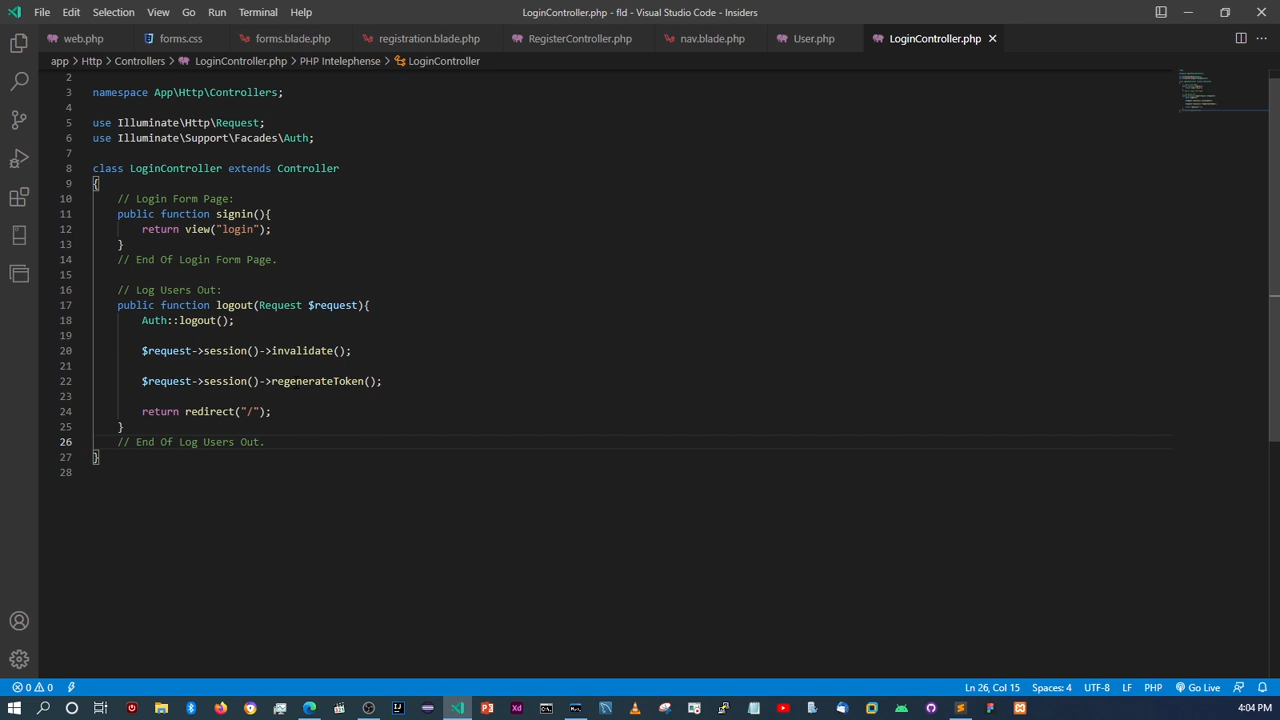 File Edit Selection View Go Run Terminal Help LoginController.php - fld - Visual Studio Code - Insiders
web.php forms.css forms.blade.php registration.blade.php RegisterController.php nav.blade.php User.php LoginController.php
app > Http > Controllers > LoginController.php > PHP Intelephense > LoginController
2
3 namespace App\Http\Controllers;
4
5 use Illuminate\Http\Request;
6 use Illuminate\Support\Facades\Auth;
7
8 class LoginController extends Controller
9 {
10 // Login Form Page:
11 public function signin(){
12 return view("login");
13 }
14 // End Of Login Form Page.
15
16 // Log Users Out:
17 public function logout(Request $request){
18 Auth::logout();
19
20 $request->session()->invalidate();
21
22 $request->session()->regenerateToken();
23
24 return redirect("/");
25 }
26 // End Of Log Users Out.
27 }
28
0 0 Ln 26, Col 15 Spaces: 4 UTF-8 LF PHP Go Live
4:04 PM